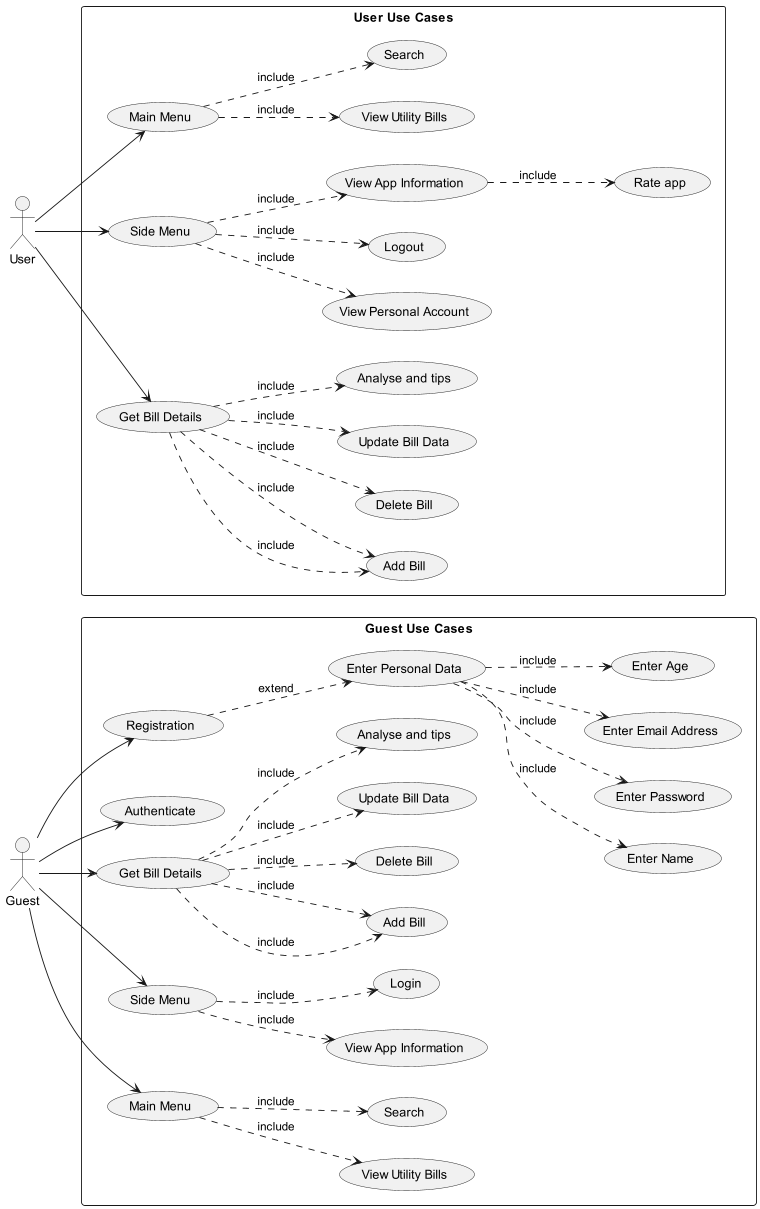 User Use Cases
Search
include
Main Menu
include
View Utility Bills
View App Information
include
Rate app
include
Side Menu
include
Logout
include
View Personal Account
User
Analyse and tips
include
Get Bill Details
include
Update Bill Data
include
Delete Bill
include
include
Add Bill
Guest Use Cases
Enter Personal Data
include
Enter Age
extend
include
Registration
Enter Email Address
include
Analyse and tips
include
include
Enter Password
Authenticate
Update Bill Data
include
Enter Name
Get Bill Details
include
Delete Bill
include
Add Bill
include
Guest
Side Menu
include
Login
include
View App Information
Main Menu
include
Search
include
View Utility Bills